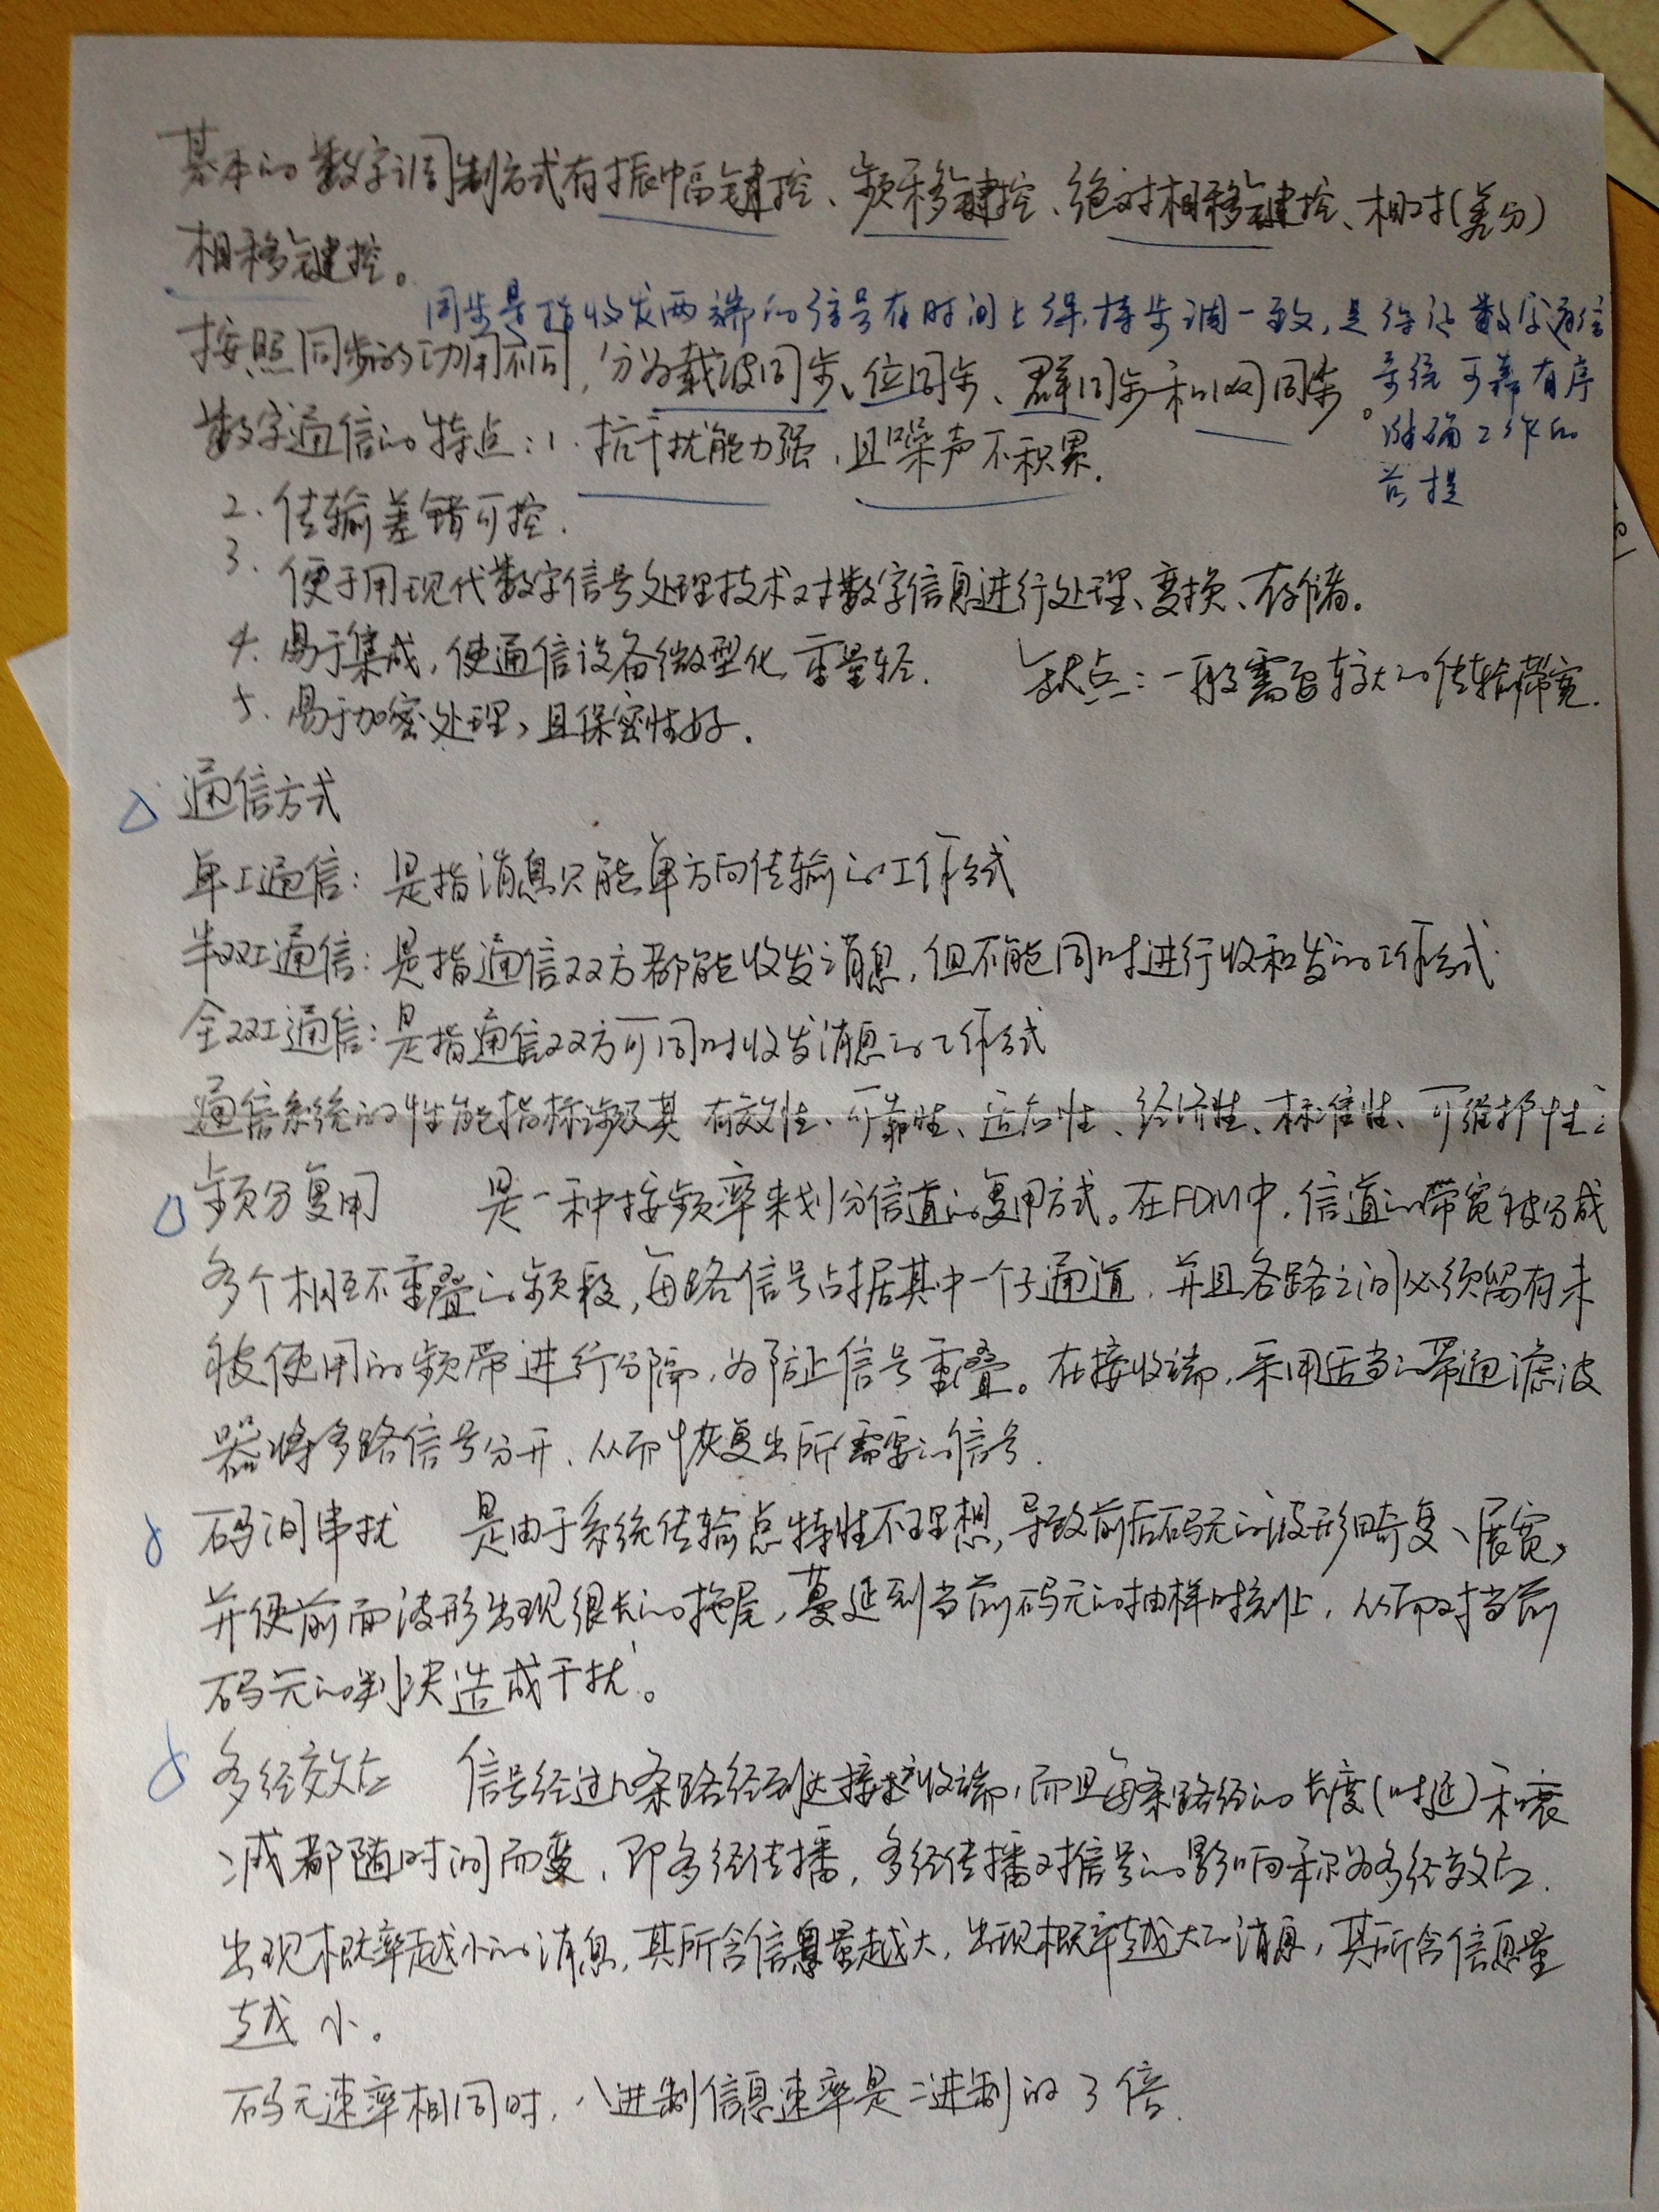 基本的数字调制方式有振幅键控、频移键控、绝对相移键控、相对(差分)
相移键控。
同步是指收发两端的信号在时间上保持步调一致,是保证数字通信
系统可靠有序
准确工作的
前提
按照同步的功用不同,分为载波同步、位同步、群同步和网同步。
数字通信的特点:1.抗干扰能力强,且噪声不积累.
2.传输差错可控.
3.便于用现代数字信号处理技术对数字信息进行处理、变换、存储。
4.易于集成,使通信设备微型化,重量轻.
缺点:一般需要较大的传输带宽.
5.易于加密处理,且保密性好.
通信方式
单工通信:是指消息只能单方向传输的工作方式
半双工通信:是指通信双方都能收发消息,但不能同时进行收和发的工作方式.
全双工通信:是指通信双方可同时收发消息的工作方式
通信系统的性能指标涉及其有效性、可靠性、适应性、经济性、标准性、可维护性
频分复用 是一种按频率来划分信道的复用方式。在FDM中,信道的带宽被分成
多个相互不重叠的频段,每路信号占据其中一个子通道,并且各路之间必须留有未
被使用的频带进行分隔,为防止信号重叠。在接收端,采用适当的带通滤波
器将多路信号分开,从而恢复出所需要的信号.
码间串扰 是由于系统传输总特性不理想,导致前后码元的波形畸变、展宽,
并使前面波形出现很长的拖尾,蔓延到当前码元的抽样时刻上,从而对当前
码元的判决造成干扰。
多径效应 信号经过几条路径到达接收端,而且每条路径的长度(时延)和衰
减都随时间而变,即多径传播,多径传播对信号的影响称为多径效应.
出现概率越小的消息,其所含信息量越大,出现概率越大的消息,其所含信息量
越小。
码元速率相同时,八进制信息速率是二进制的3倍.